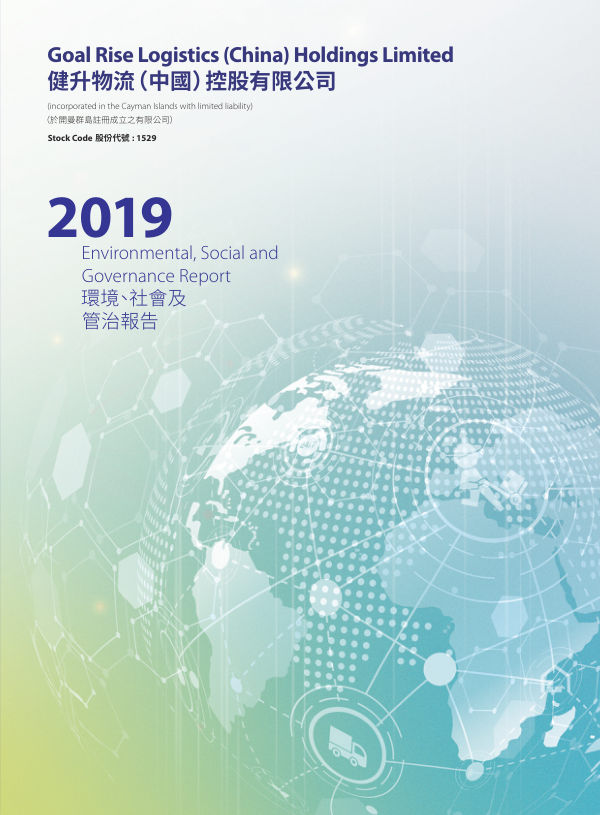 Goal Rise Logistics (China) Holdings Limited
健升物流（中國）控股有限公司
(incorporated in the Cayman Islands with limited liability)
(於開曼群島註冊成立之有限公司)
Stock Code 股份代號 : 1529
2019
Environmental, Social and
Governance Report
環境、社會及
管治報告